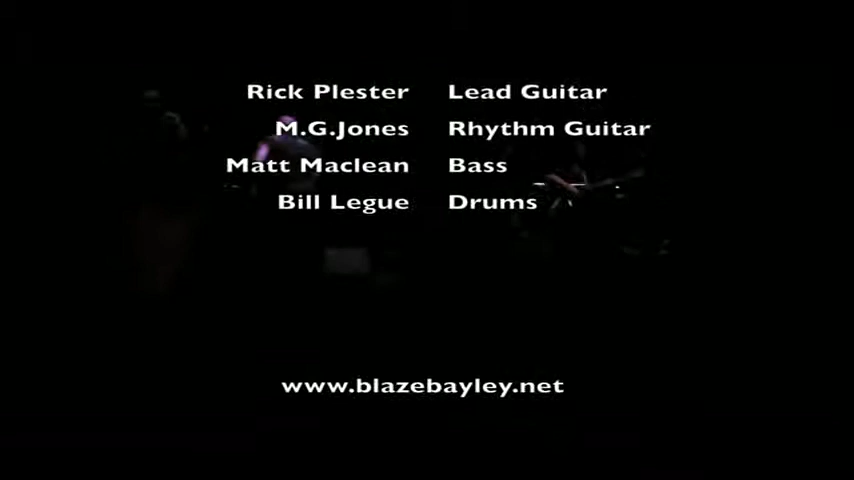 Rick Plester Lead Guitar
M.G.Jones Rhythm Guitar
Matt Maclean Bass
Bill Legue Drums
www.blazebayley.net